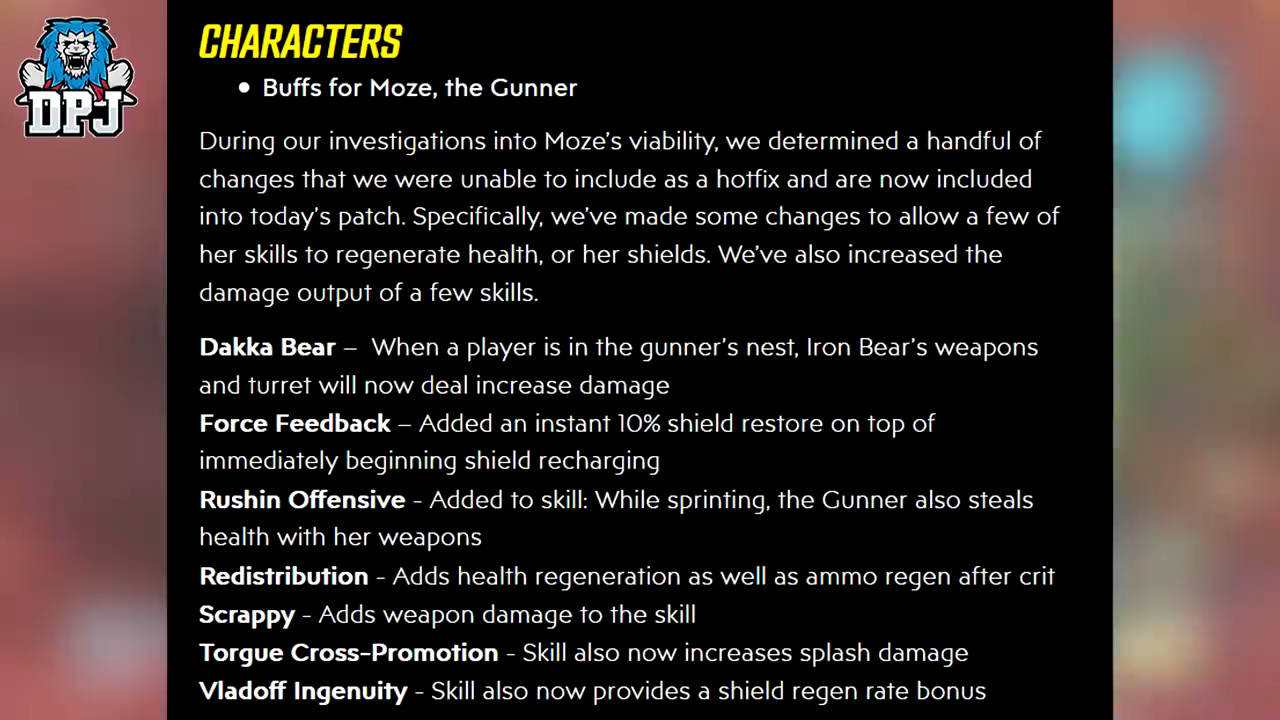 DPJ
CHARACTERS
• Buffs for Moze, the Gunner
During our investigations into Moze's viability, we determined a handful of
changes that we were unable to include as a hotfix and are now included
into today's patch. Specifically, we've made some changes to allow a few of
her skills to regenerate health, or her shields. We've also increased the
damage output of a few skills.
Dakka Bear – When a player is in the gunner's nest, Iron Bear's weapons
and turret will now deal increase damage
Force Feedback – Added an instant 10% shield restore on top of
immediately beginning shield recharging
Rushin Offensive - Added to skill: While sprinting, the Gunner also steals
health with her weapons
Redistribution - Adds health regeneration as well as ammo regen after crit
Scrappy - Adds weapon damage to the skill
Torgue Cross-Promotion - Skill also now increases splash damage
Vladoff Ingenuity - Skill also now provides a shield regen rate bonus